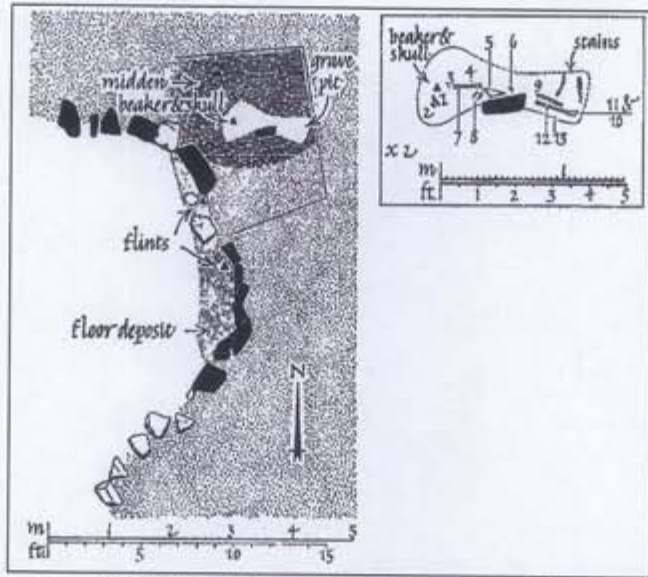 grave
pit
midden
beaker & skull
flints
floor deposit
N
m 1 2 3 4 5
ft. 5 10 15
beaker &
skull
5 6
stains
3 4
9
2 & 1
7 8
12 13
11 &
10
x 2
m 1
ft. 1 2 3 4 5